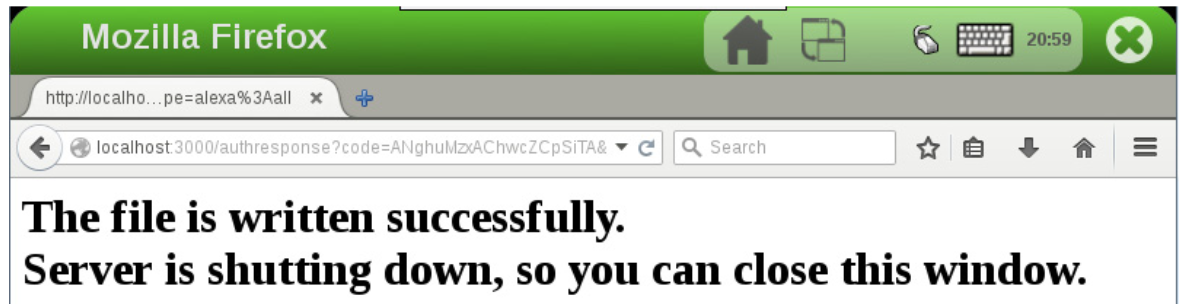 Mozilla Firefox
20:59
http://localho...pe=alexa%3Aall
localhost:3000/authresponse?code=ANghuMzxAChwcZCpSiTA&
Search
The file is written successfully.
Server is shutting down, so you can close this window.